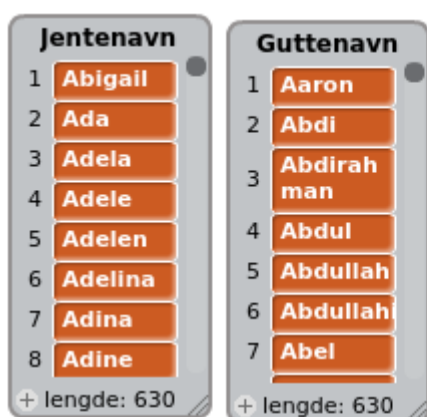 Jentenavn
1 Abigail
2 Ada
3 Adela
4 Adele
5 Adelen
6 Adelina
7 Adina
8 Adine
+ lengde: 630
Guttenavn
1 Aaron
2 Abdi
3 Abdirah
man
4 Abdul
5 Abdullah
6 Abdullahi
7 Abel
+ lengde: 630